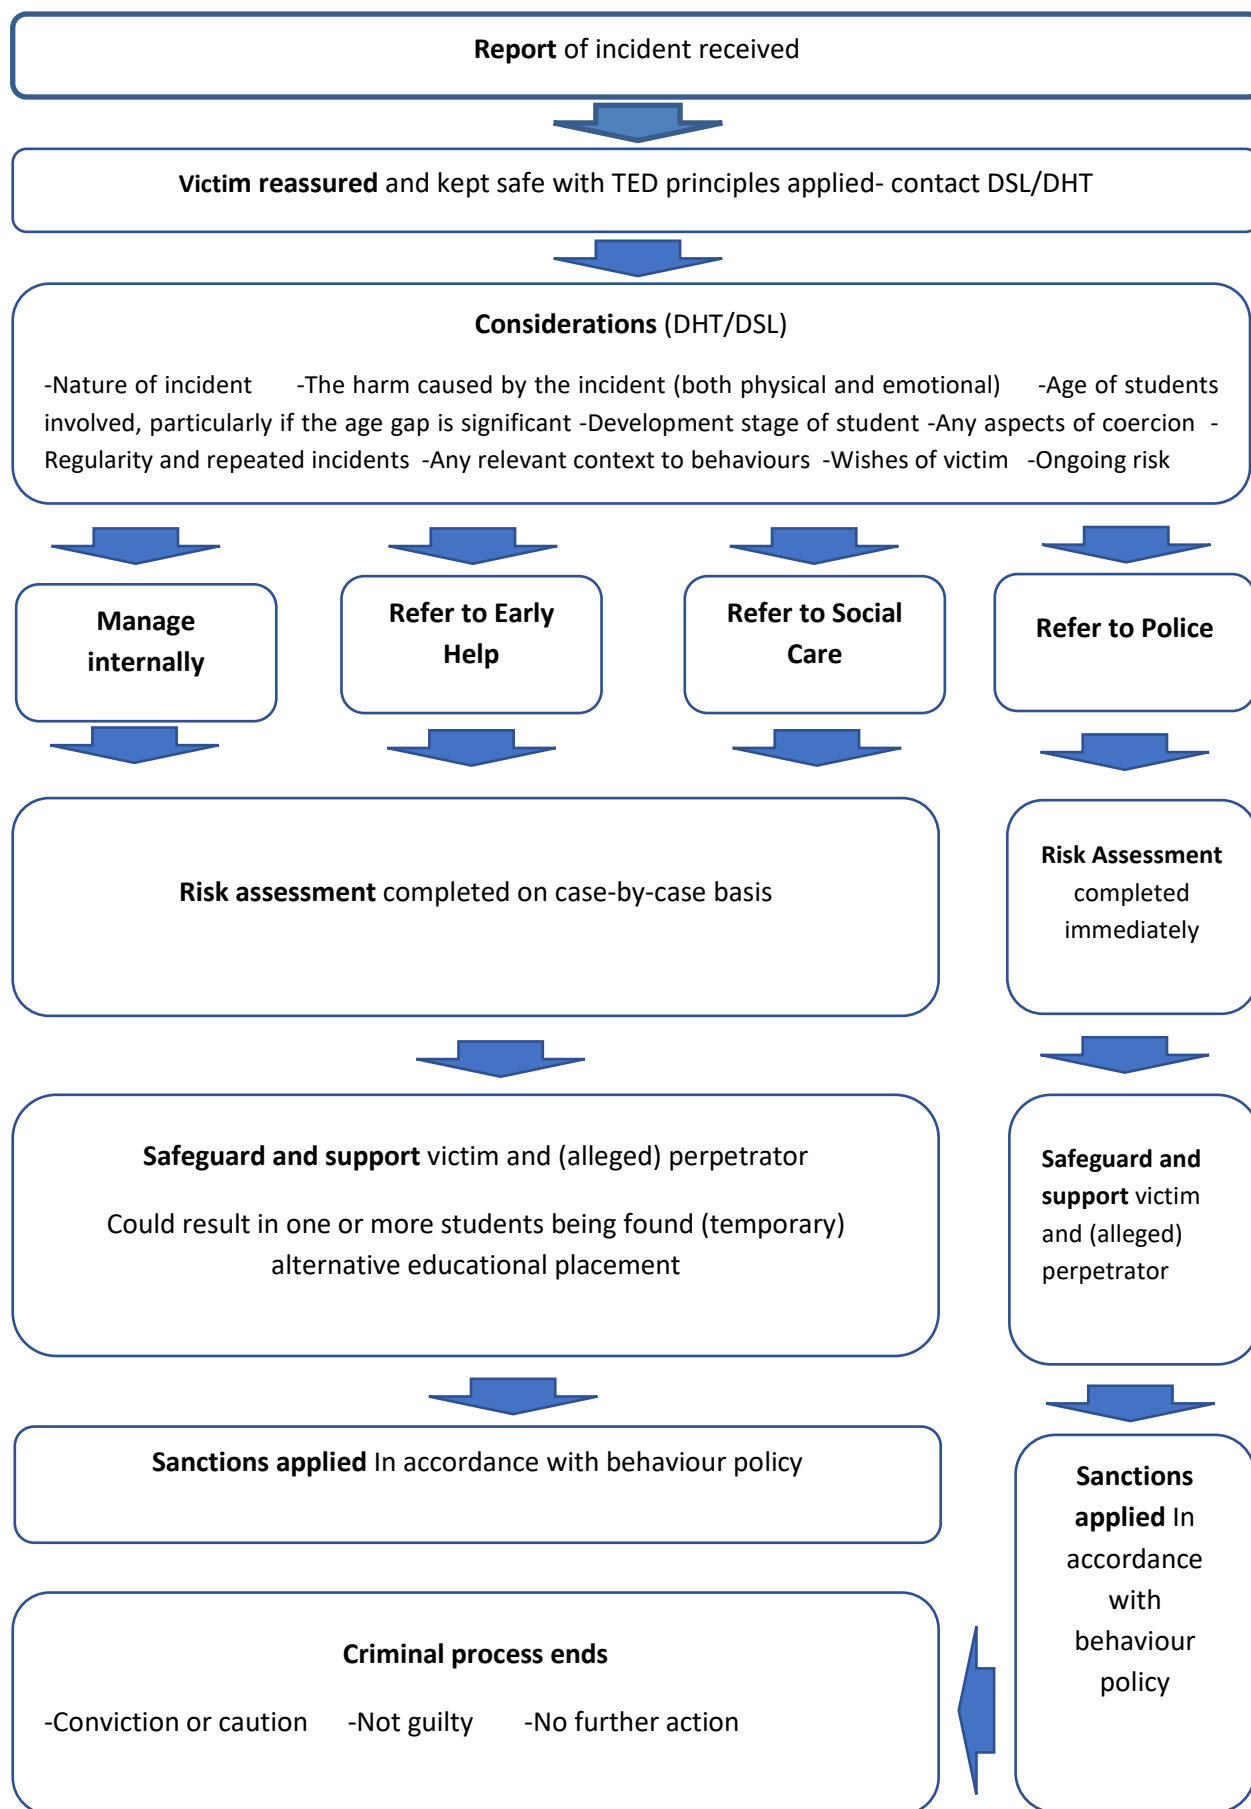 Report of incident received
Victim reassured and kept safe with TED principles applied- contact DSL/DHT
Considerations (DHT/DSL)
-Nature of incident -The harm caused by the incident (both physical and emotional) -Age of students
involved, particularly if the age gap is significant -Development stage of student -Any aspects of coercion -
Regularity and repeated incidents -Any relevant context to behaviours -Wishes of victim -Ongoing risk
Manage
internally
Refer to Early
Help
Refer to Social
Care
Refer to Police
Risk assessment completed on case-by-case basis
Risk Assessment
completed
immediately
Safeguard and support victim and (alleged) perpetrator
Could result in one or more students being found (temporary)
alternative educational placement
Safeguard and
support victim
and (alleged)
perpetrator
Sanctions applied In accordance with behaviour policy
Sanctions
applied In
accordance
with
behaviour
policy
Criminal process ends
-Conviction or caution -Not guilty -No further action